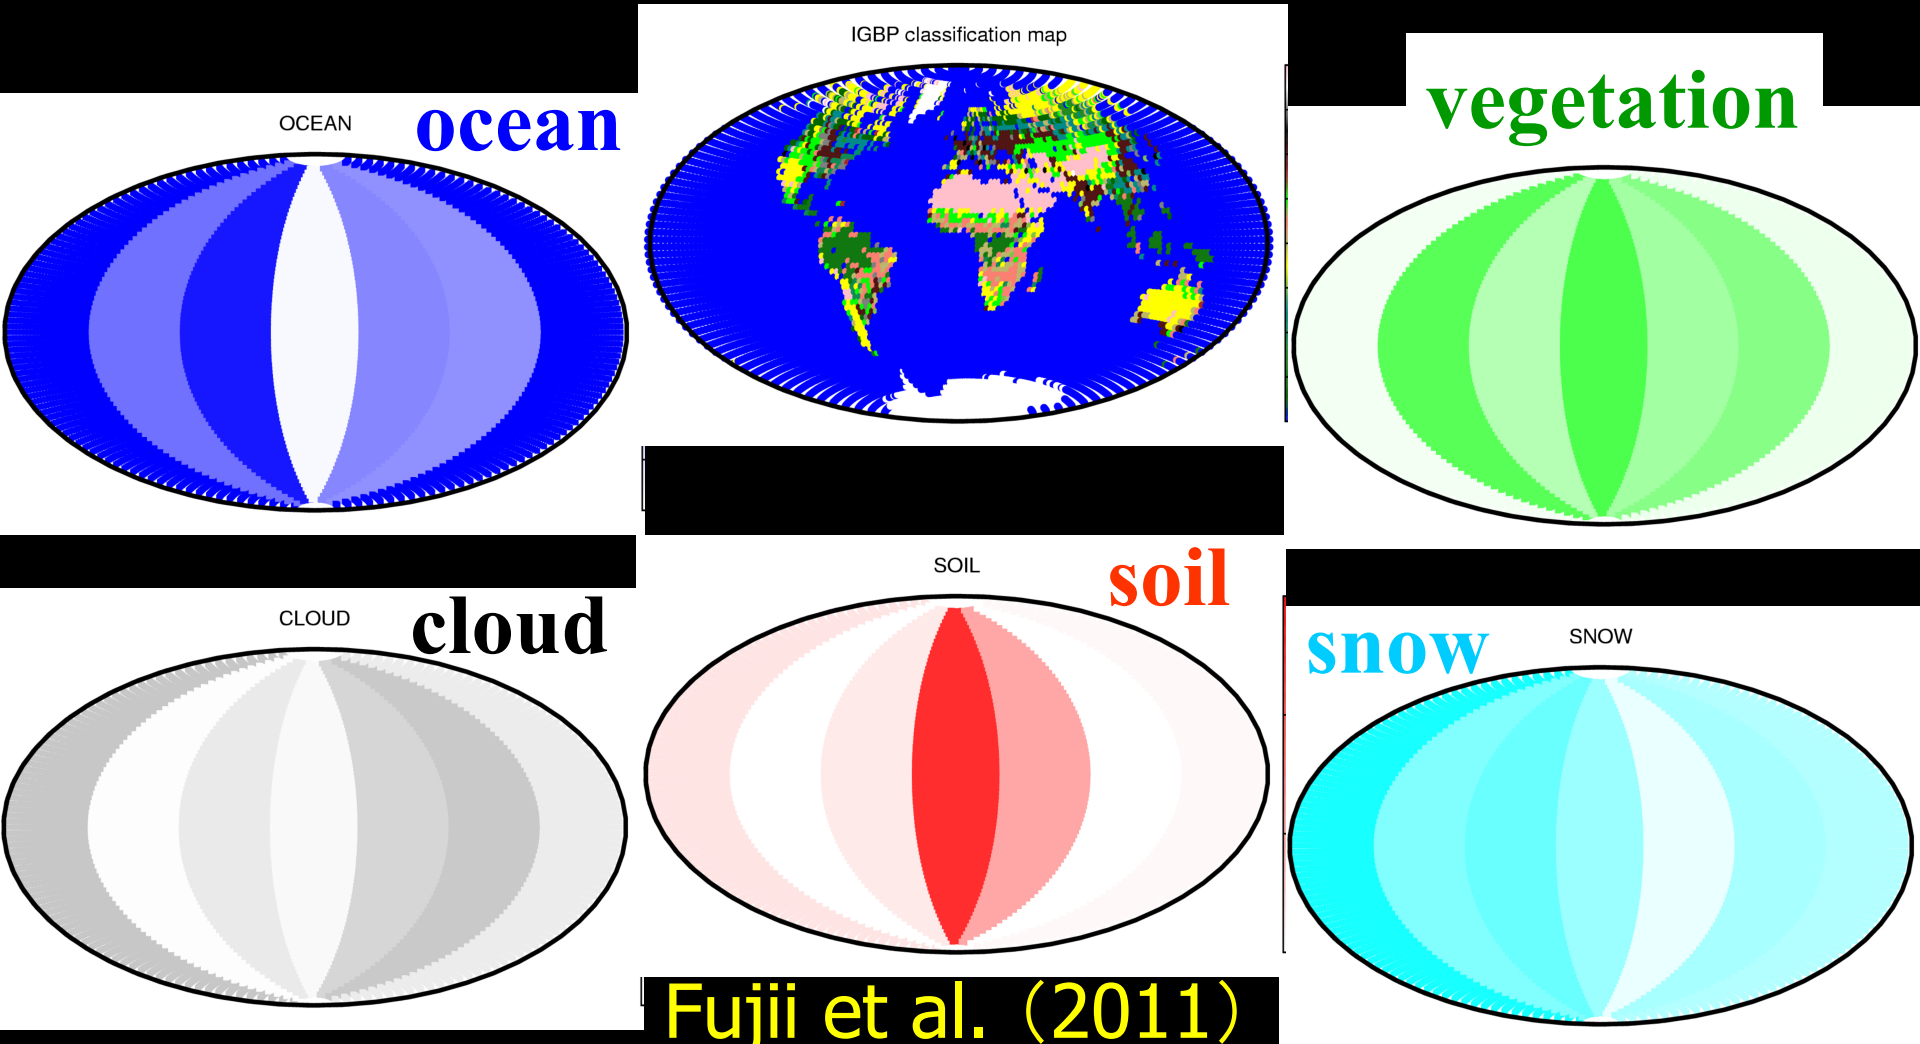 IGBP classification map
OCEAN
ocean
vegetation
CLOUD
cloud
SOIL
soil
snow
SNOW
Fujii et al.（2011）